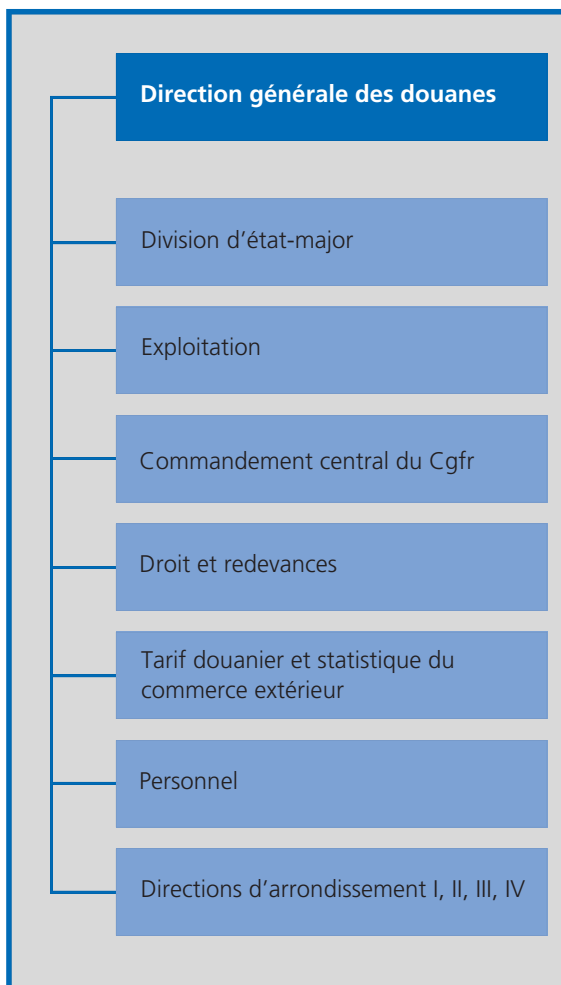 Direction générale des douanes
Division d'état-major
Exploitation
Commandement central du Cgfr
Droit et redevances
Tarif douanier et statistique du
commerce extérieur
Personnel
Directions d'arrondissement I, II, III, IV